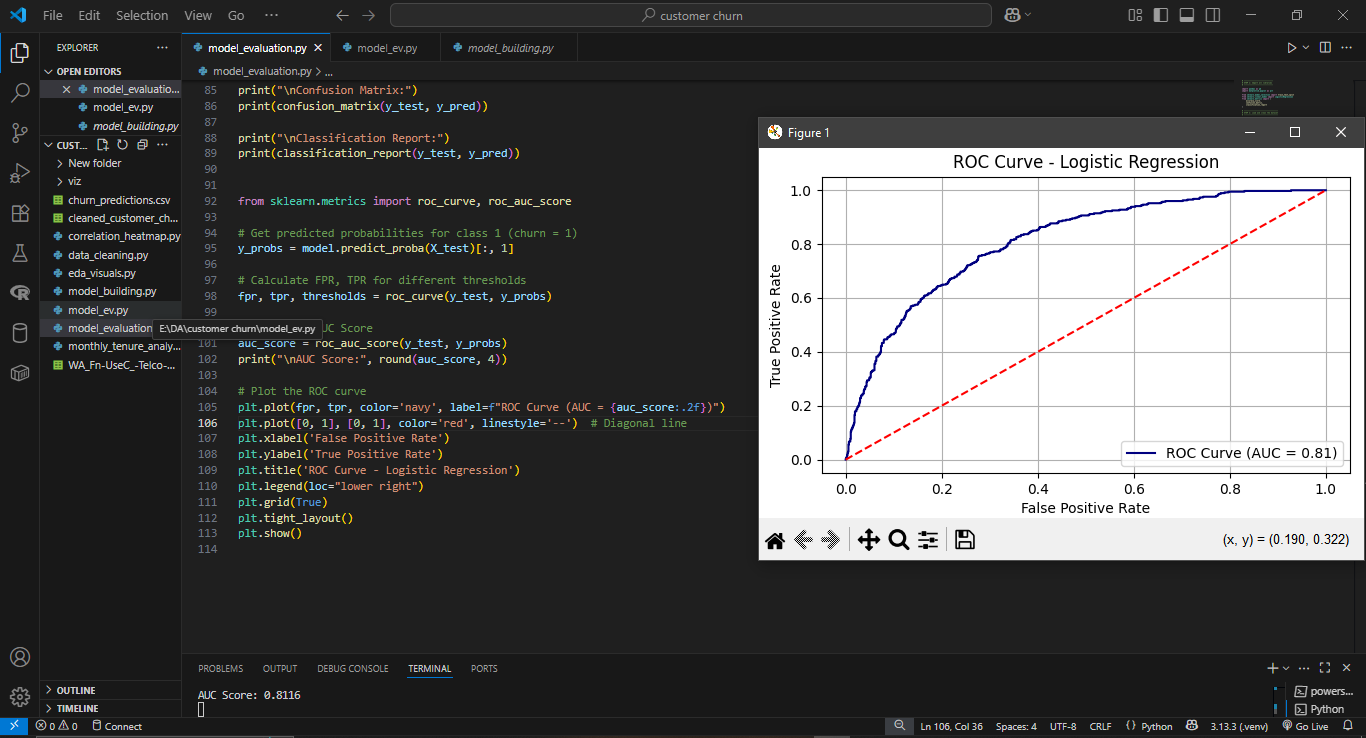 File Edit Selection View Go ···
customer churn
EXPLORER
OPEN EDITORS
model_evaluatio...
model_ev.py
model_building.py
CUST...
New folder
viz
churn_predictions.csv
cleaned_customer_ch...
correlation_heatmap.py
data_cleaning.py
eda_visuals.py
model_building.py
model_ev.py
model_evaluation
monthly_tenure_analy...
WA_Fn-UseC_-Telco-...
OUTLINE
TIMELINE
E:\DA\customer churn\model_ev.py
model_evaluation.py
model_ev.py
model_building.py
model_evaluation.py > ...
85 print("\nConfusion Matrix:")
86 print(confusion_matrix(y_test, y_pred))
87
88 print("\nClassification Report:")
89 print(classification_report(y_test, y_pred))
90
91
92 from sklearn.metrics import roc_curve, roc_auc_score
93
94 # Get predicted probabilities for class 1 (churn = 1)
95 y_probs = model.predict_proba(X_test)[:, 1]
96
97 # Calculate FPR, TPR for different thresholds
98 fpr, tpr, thresholds = roc_curve(y_test, y_probs)
99
UC Score
101 auc_score = roc_auc_score(y_test, y_probs)
102 print("\nAUC Score:", round(auc_score, 4))
103
104 # Plot the ROC curve
105 plt.plot(fpr, tpr, color='navy', label=f"ROC Curve (AUC = {auc_score:.2f})")
106 plt.plot([0, 1], [0, 1], color='red', linestyle='--')  # Diagonal line
107 plt.xlabel('False Positive Rate')
108 plt.ylabel('True Positive Rate')
109 plt.title('ROC Curve - Logistic Regression')
110 plt.legend(loc="lower right")
111 plt.grid(True)
112 plt.tight_layout()
113 plt.show()
114
Figure 1
ROC Curve - Logistic Regression
True Positive Rate
1.0
0.8
0.6
0.4
0.2
0.0
ROC Curve (AUC = 0.81)
0.0 0.2 0.4 0.6 0.8 1.0
False Positive Rate
(x, y) = (0.190, 0.322)
PROBLEMS OUTPUT DEBUG CONSOLE TERMINAL PORTS
AUC Score: 0.8116
powers...
Python
0 0 Connect
Ln 106, Col 36 Spaces: 4 UTF-8 CRLF {} Python 3.13.3 (.venv) Go Live